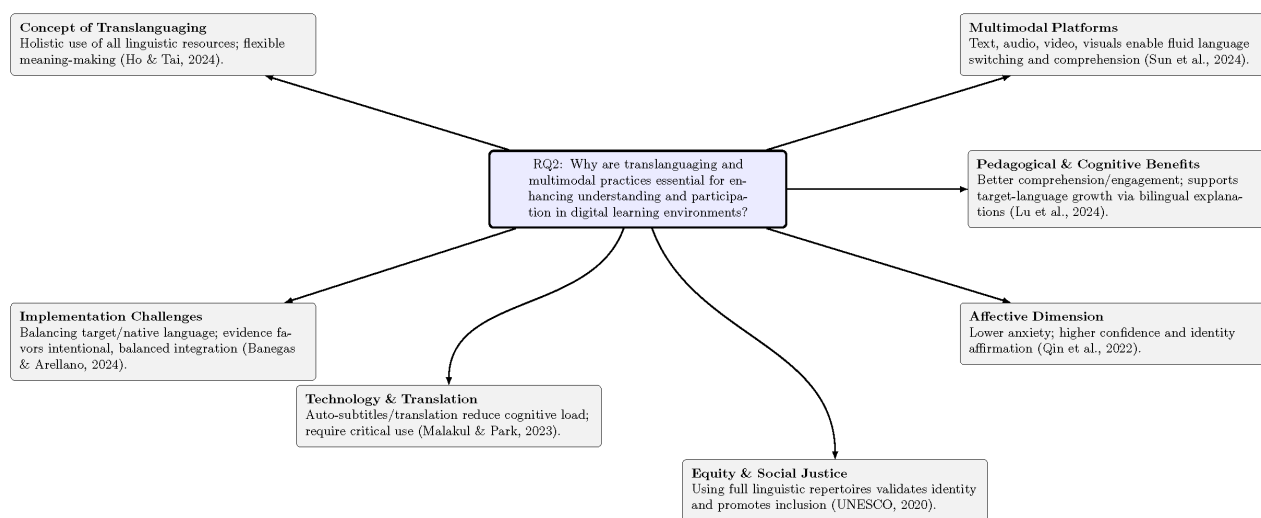 Concept of Translanguaging
Holistic use of all linguistic resources; flexible
meaning-making (Ho & Tai, 2024).
Multimodal Platforms
Text, audio, video, visuals enable fluid language
switching and comprehension (Sun et al., 2024).
RQ2: Why are translanguaging and
multimodal practices essential for en-
hancing understanding and participa-
tion in digital learning environments?
Pedagogical & Cognitive Benefits
Better comprehension/engagement; supports
target-language growth via bilingual explana-
tions (Lu et al., 2024).
Implementation Challenges
Balancing target/native language; evidence fa-
vors intentional, balanced integration (Banegas
& Arellano, 2024).
Affective Dimension
Lower anxiety; higher confidence and identity
affirmation (Qin et al., 2022).
Technology & Translation
Auto-subtitles/translation reduce cognitive load;
require critical use (Malakul & Park, 2023).
Equity & Social Justice
Using full linguistic repertoires validates identity
and promotes inclusion (UNESCO, 2020).